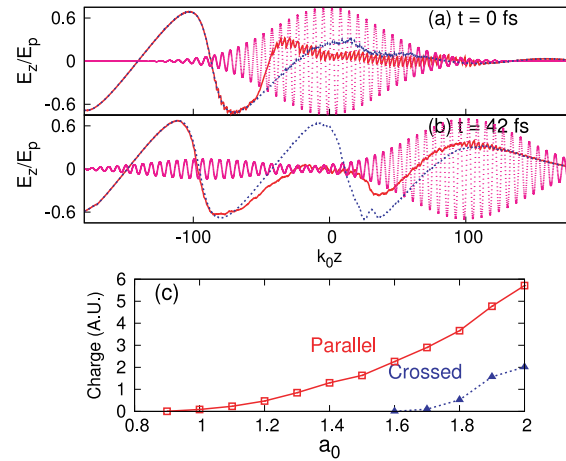 (a) t = 0 fs
E_z/E_p
0.6
0
-0.6
(b) t = 42 fs
E_z/E_p
0.6
0
-0.6
-100
0
100
k_0z
(c)
Charge (A.U.)
6
5
4
3
2
1
0
Parallel
Crossed
0.8
1
1.2
1.4
1.6
1.8
2
a_0